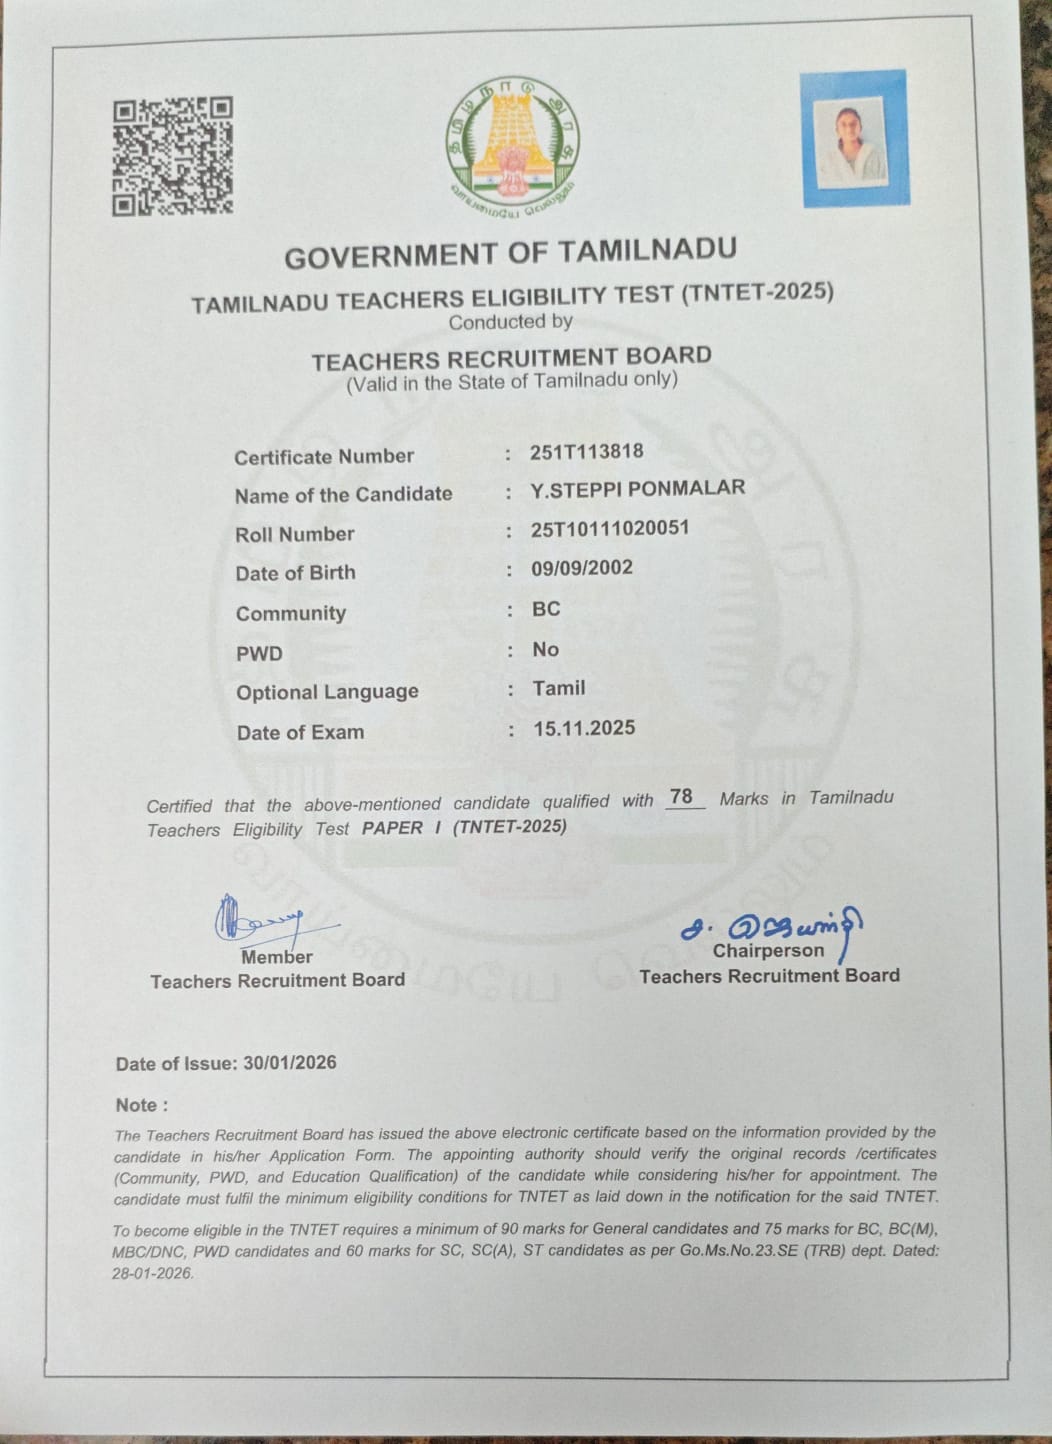 தமிழ்நாடு அரசு
வாய்மையே வெல்லும்
GOVERNMENT OF TAMILNADU
TAMILNADU TEACHERS ELIGIBILITY TEST (TNTET-2025)
Conducted by
TEACHERS RECRUITMENT BOARD
(Valid in the State of Tamilnadu only)
Certificate Number : 251T113818
Name of the Candidate : Y.STEPPI PONMALAR
Roll Number : 25T10111020051
Date of Birth : 09/09/2002
Community : BC
PWD : No
Optional Language : Tamil
Date of Exam : 15.11.2025
Certified that the above-mentioned candidate qualified with 78 Marks in Tamilnadu
Teachers Eligibility Test PAPER I (TNTET-2025)
Member
Teachers Recruitment Board
Chairperson
Teachers Recruitment Board
Date of Issue: 30/01/2026
Note :
The Teachers Recruitment Board has issued the above electronic certificate based on the information provided by the
candidate in his/her Application Form. The appointing authority should verify the original records /certificates
(Community, PWD, and Education Qualification) of the candidate while considering his/her for appointment. The
candidate must fulfil the minimum eligibility conditions for TNTET as laid down in the notification for the said TNTET.
To become eligible in the TNTET requires a minimum of 90 marks for General candidates and 75 marks for BC, BC(M),
MBC/DNC, PWD candidates and 60 marks for SC, SC(A), ST candidates as per Go.Ms.No.23.SE (TRB) dept. Dated:
28-01-2026.